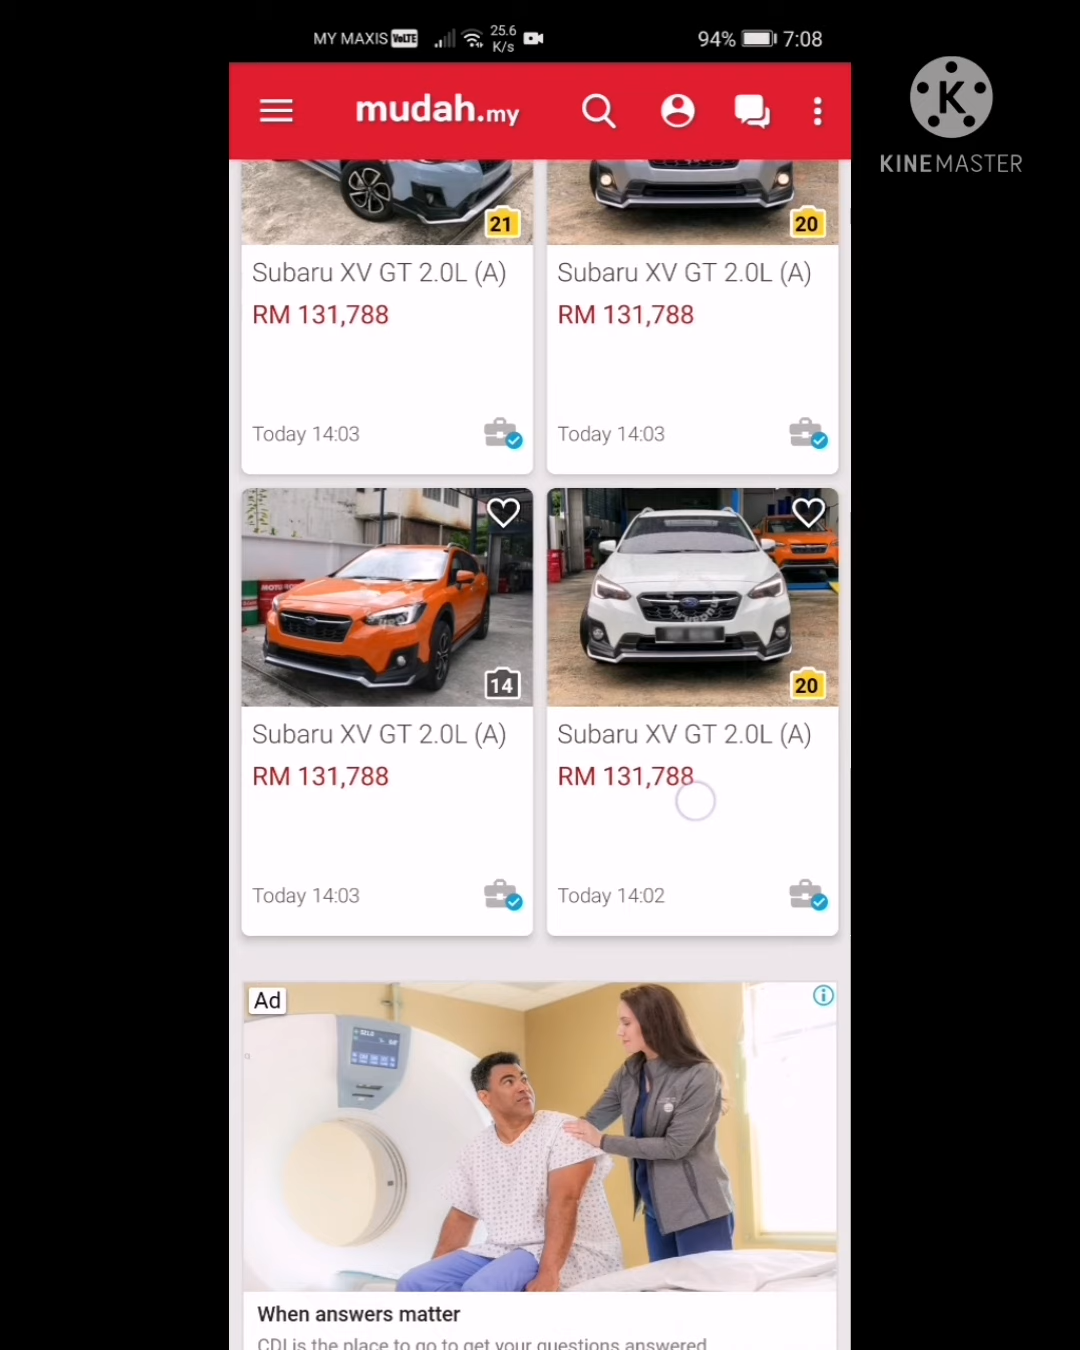 MY MAXIS VoLTE 25.6 K/s 94% 7:08
mudah.my
K
KINEMASTER
21
20
Subaru XV GT 2.0L (A)
RM 131,788
Today 14:03
Subaru XV GT 2.0L (A)
RM 131,788
Today 14:03
14
Subaru XV GT 2.0L (A)
RM 131,788
Today 14:03
20
Subaru XV GT 2.0L (A)
RM 131,788
Today 14:02
Ad
When answers matter
CDI is the place to go to get your questions answered